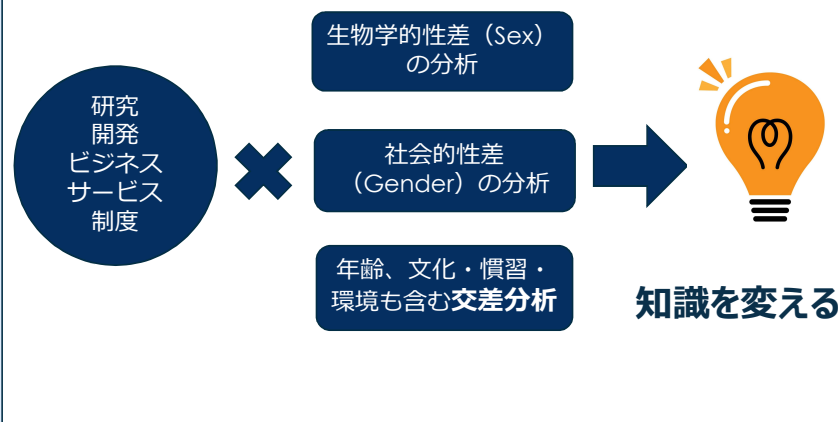 研究
開発
ビジネス
サービス
制度
生物学的性差（Sex）
の分析
社会的性差
（Gender）の分析
年齢、文化・慣習・
環境も含む交差分析
知識を変える